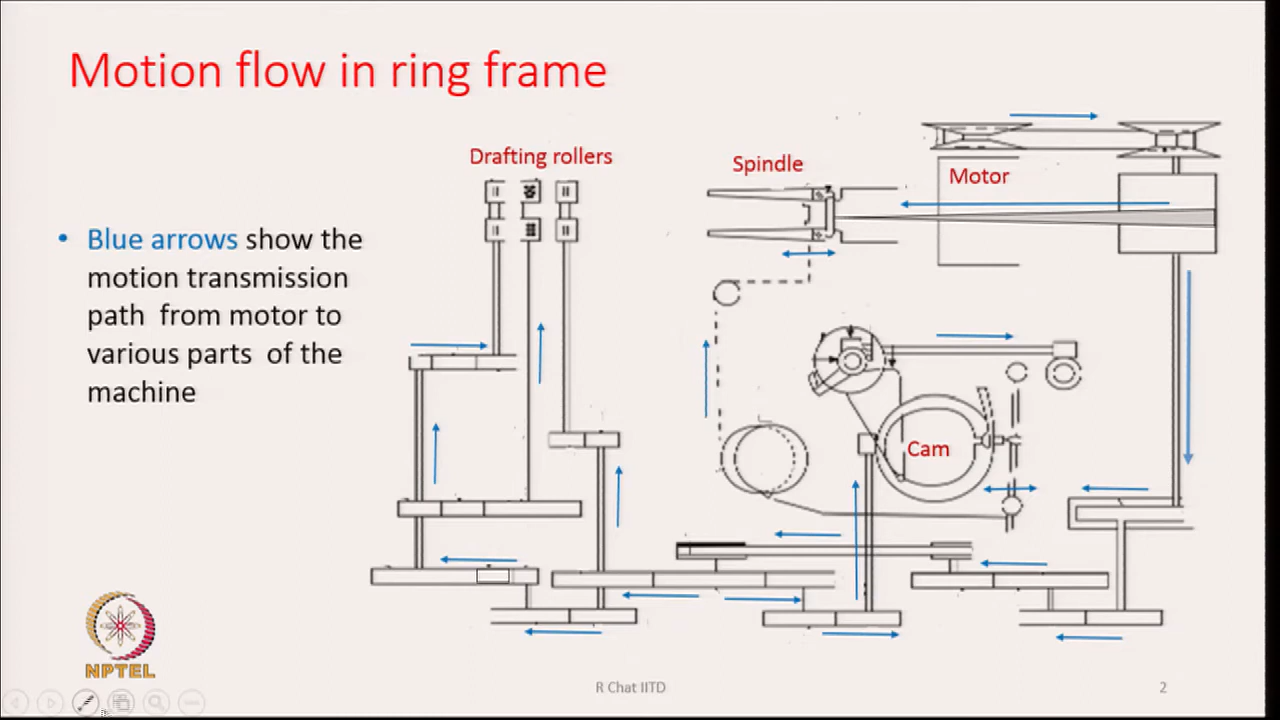 Motion flow in ring frame
Drafting rollers
Spindle
Motor
• Blue arrows show the
motion transmission
path from motor to
various parts of the
machine
Cam
NPTEL
R Chat IITD
2